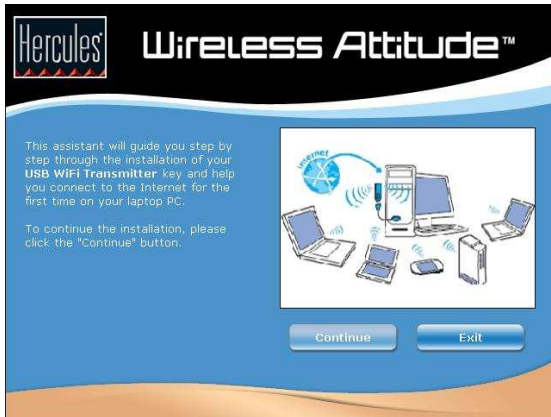 Hercules
Wireless Attitude™
This assistant will guide you step by
step through the installation of your
USB WiFi Transmitter key and help
you connect to the Internet for the
first time on your laptop PC.
To continue the installation, please
click the "Continue" button.
Internet
Continue
Exit